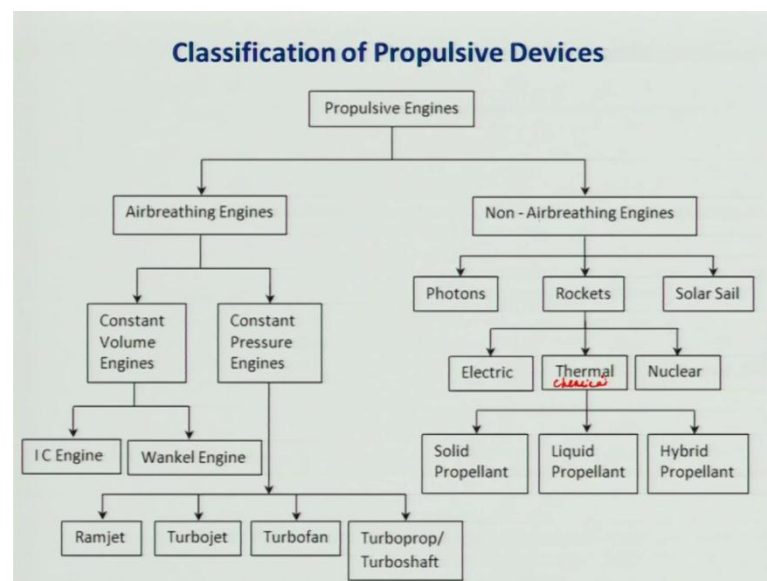 Classification of Propulsive Devices
Propulsive Engines
Airbreathing Engines
Non - Airbreathing Engines
Photons
Rockets
Solar Sail
Constant
Volume
Engines
Constant
Pressure
Engines
Electric
Thermal
chemical
Nuclear
I C Engine
Wankel Engine
Solid
Propellant
Liquid
Propellant
Hybrid
Propellant
Ramjet
Turbojet
Turbofan
Turboprop/
Turboshaft